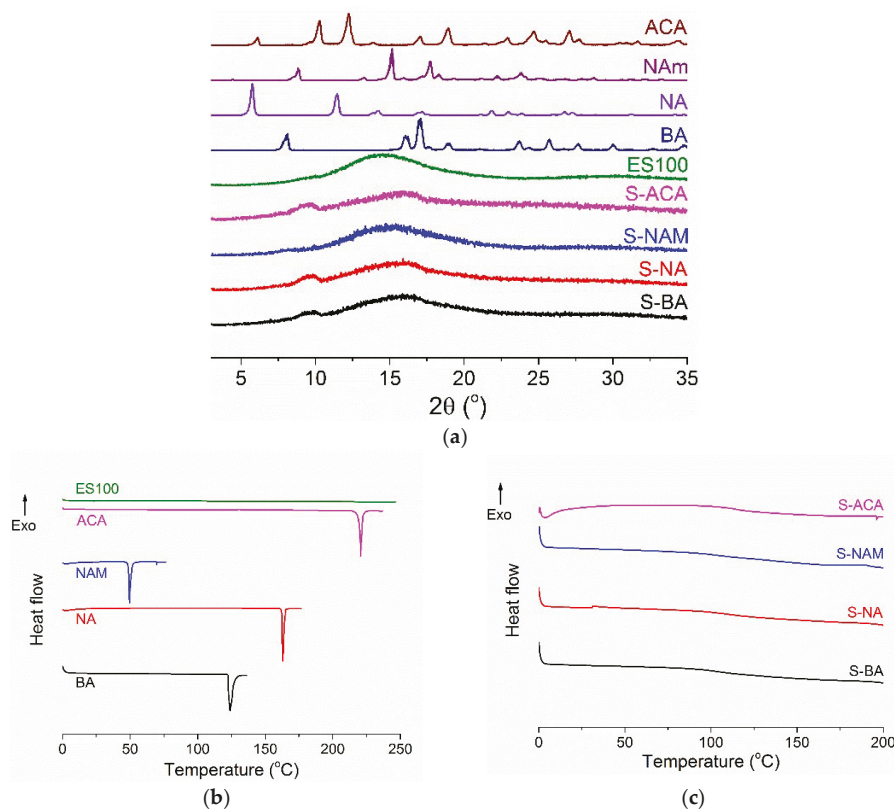 ACA
NAm
NA
BA
ES100
S-ACA
S-NAM
S-NA
S-BA
5 10 15 20 25 30 35
2θ (°)
(a)
Exo
Heat flow
ES100
ACA
NAM
NA
BA
0 50 100 150 200 250
Temperature (°C)
(b)
Exo
Heat flow
S-ACA
S-NAM
S-NA
S-BA
0 50 100 150 200
Temperature (°C)
(c)